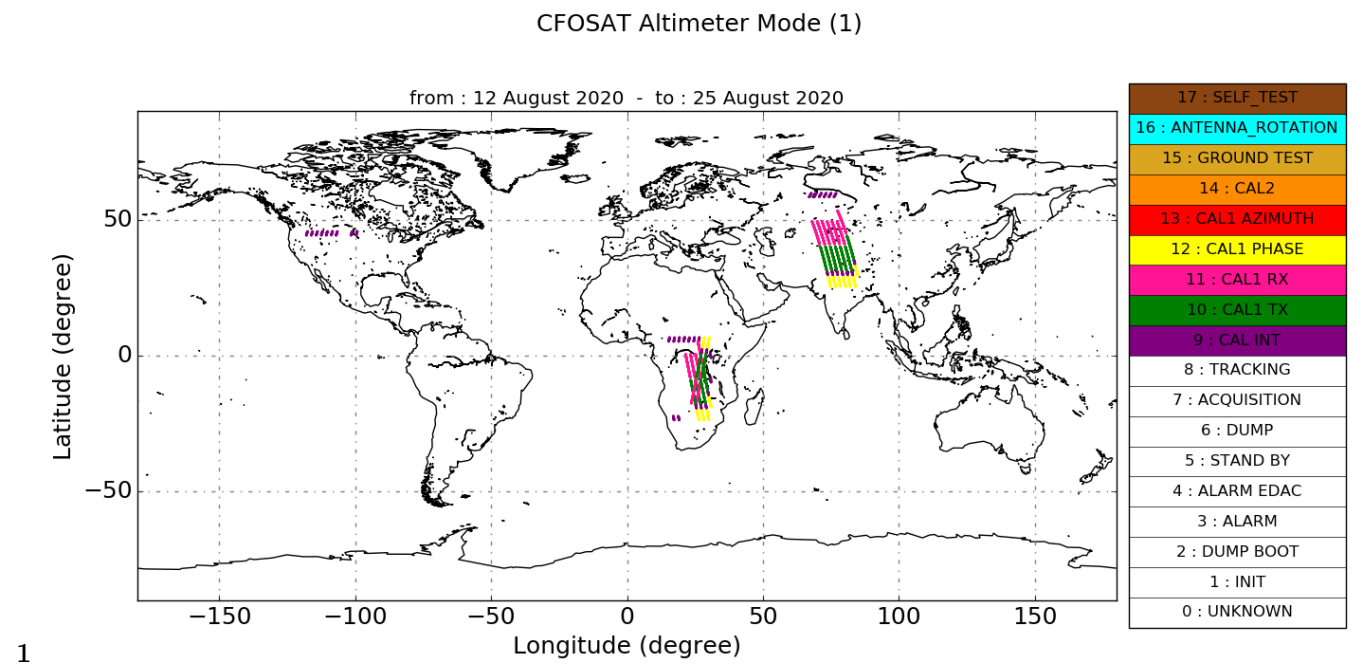 CFOSAT Altimeter Mode (1)
from : 12 August 2020 - to : 25 August 2020
17 : SELF_TEST
16 : ANTENNA_ROTATION
15 : GROUND TEST
14 : CAL2
13 : CAL1 AZIMUTH
12 : CAL1 PHASE
11 : CAL1 RX
10 : CAL1 TX
9 : CAL INT
8 : TRACKING
7 : ACQUISITION
6 : DUMP
5 : STAND BY
4 : ALARM EDAC
3 : ALARM
2 : DUMP BOOT
1 : INIT
0 : UNKNOWN
Latitude (degree)
50
0
−50
−150 −100 −50 0 50 100 150
Longitude (degree)
1